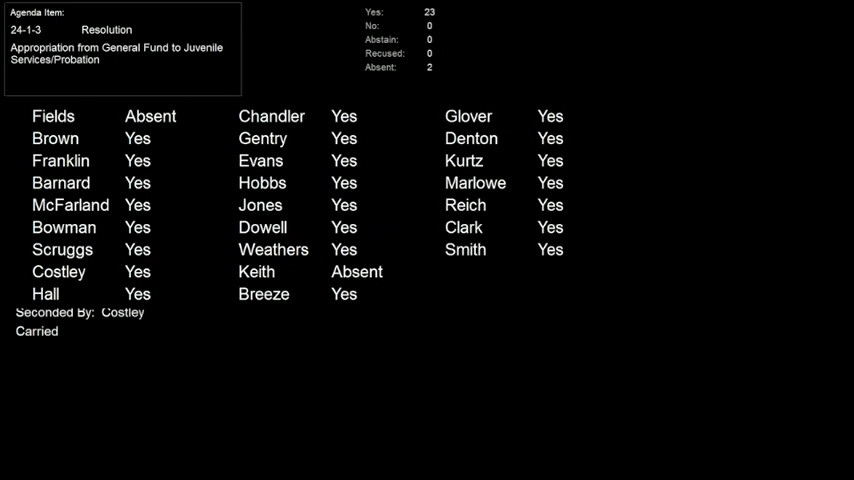 Agenda Item:
24-1-3 Resolution
Appropriation from General Fund to Juvenile
Services/Probation
Yes: 23
No: 0
Abstain: 0
Recused: 0
Absent: 2
Fields Absent Chandler Yes Glover Yes
Brown Yes Gentry Yes Denton Yes
Franklin Yes Evans Yes Kurtz Yes
Barnard Yes Hobbs Yes Marlowe Yes
McFarland Yes Jones Yes Reich Yes
Bowman Yes Dowell Yes Clark Yes
Scruggs Yes Weathers Yes Smith Yes
Costley Yes Keith Absent
Hall Yes Breeze Yes
Seconded By: Costley
Carried